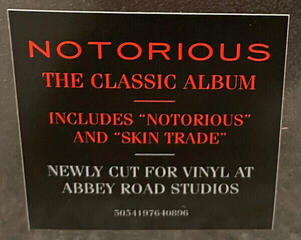 NOTORIOUS
THE CLASSIC ALBUM
INCLUDES “NOTORIOUS”
AND “SKIN TRADE”
NEWLY CUT FOR VINYL AT
ABBEY ROAD STUDIOS
5054197640896